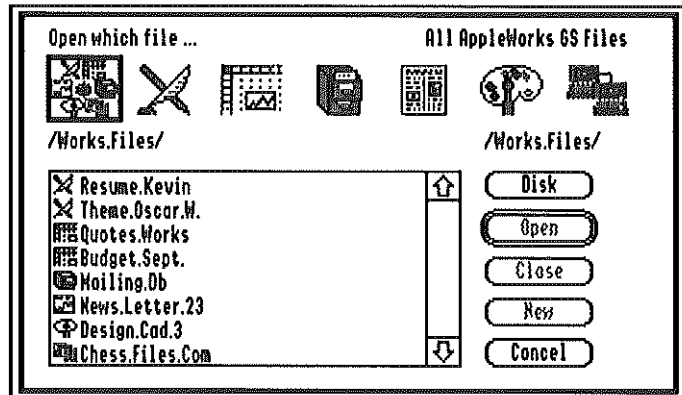 Open which file ... All AppleWorks GS Files
/Works.Files/ /Works.Files/
Resume.Kevin
Theme.Oscar.W.
Quotes.Works
Budget.Sept.
Mailing.Db
News.Letter.23
Design.Cad.3
Chess.Files.Com
Disk
Open
Close
New
Cancel